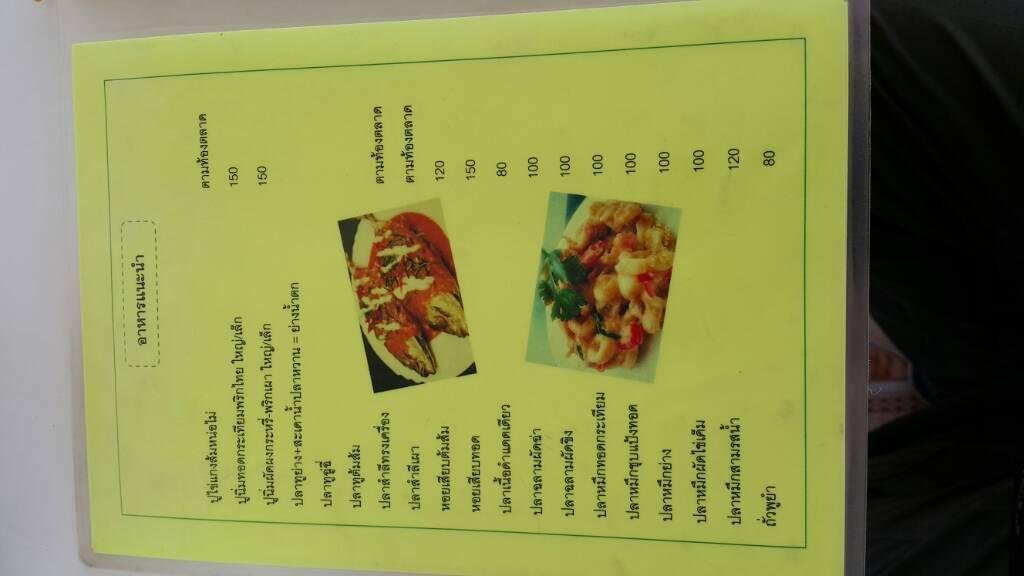 อาหารแนะนำ
ปูไข่แกงส้มหน่อไม่ ตามท้องตลาด
ปูนิ่มทอดกระเทียมพริกไทย ใหญ่/เล็ก 150
ปูนิ่มผัดผงกระหรี่-พริกเผา ใหญ่/เล็ก 150
ปลาทูย่าง+สะเดาน้ำปลาหวาน = ย่างน้ำตก
ปลาทูฉู่ฉี่
ปลาทูต้มส้ม
ปลาสำลีทรงเครื่อง ตามท้องตลาด
ปลาสำลีเผา ตามท้องตลาด
หอยเสียบต้มส้ม 120
หอยเสียบทอด 150
ปลาเนื้อดำแดดเดียว 80
ปลาฉลามผัดฉ่า 100
ปลาฉลามผัดขิง 100
ปลาหมึกทอดกระเทียม 100
ปลาหมึกชุบแป้งทอด 100
ปลาหมึกย่าง 100
ปลาหมึกผัดไข่เค็ม 100
ปลาหมึกสามรสน้ำ 120
ถั่วพูยำ 80